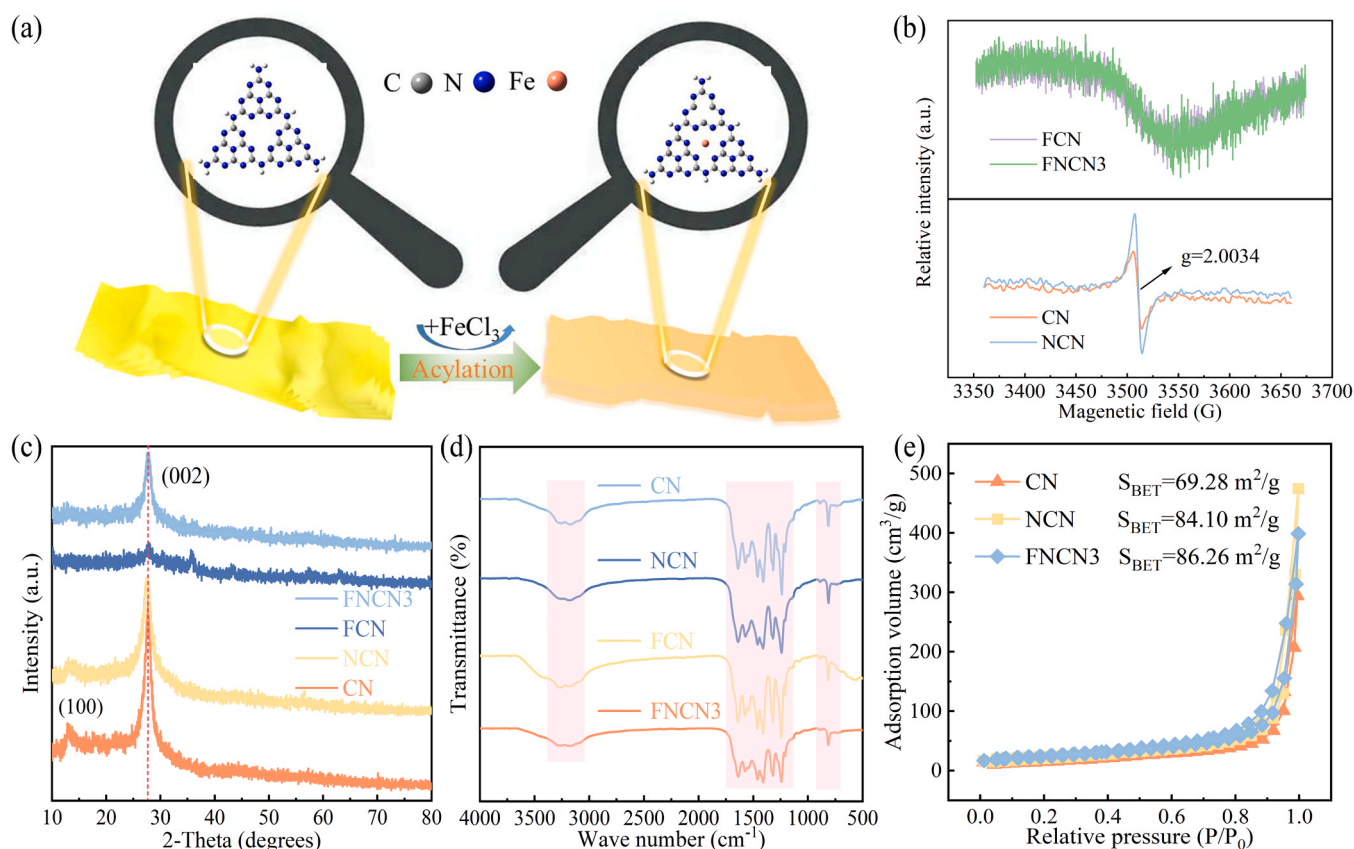 (a)
C N Fe
+FeCl3
Acylation
(b)
Relative intensity (a.u.)
FCN
FNCN3
g=2.0034
CN
NCN
3350 3400 3450 3500 3550 3600 3650 3700
Magenetic field (G)
(c)
Intensity (a.u.)
(002)
FNCN3
FCN
NCN
CN
(100)
10 20 30 40 50 60 70 80
2-Theta (degrees)
(d)
Transmittance (%)
CN
NCN
FCN
FNCN3
4000 3500 3000 2500 2000 1500 1000 500
Wave number (cm-1)
(e)
Adsorption volume (cm3/g)
500
400
300
200
100
0
CN SBET=69.28 m2/g
NCN SBET=84.10 m2/g
FNCN3 SBET=86.26 m2/g
0.0 0.2 0.4 0.6 0.8 1.0
Relative pressure (P/P0)